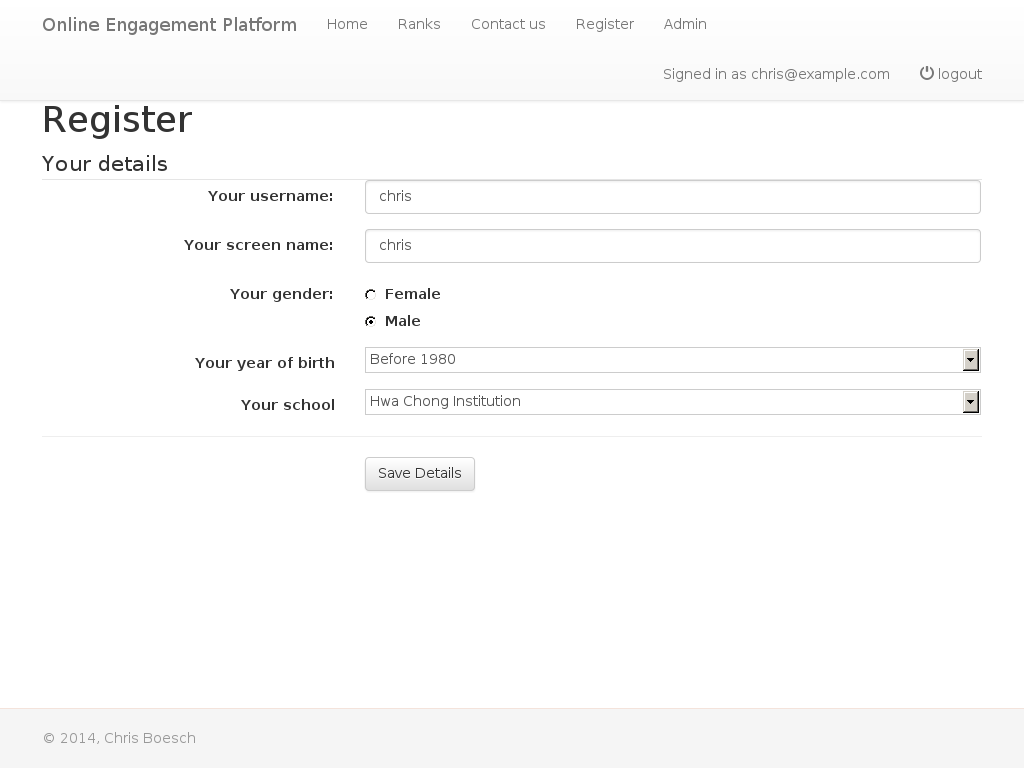 Online Engagement Platform Home Ranks Contact us Register Admin
Signed in as chris@example.com logout
Register
Your details
Your username: chris
Your screen name: chris
Your gender: Female
Male
Your year of birth Before 1980
Your school Hwa Chong Institution
Save Details
© 2014, Chris Boesch